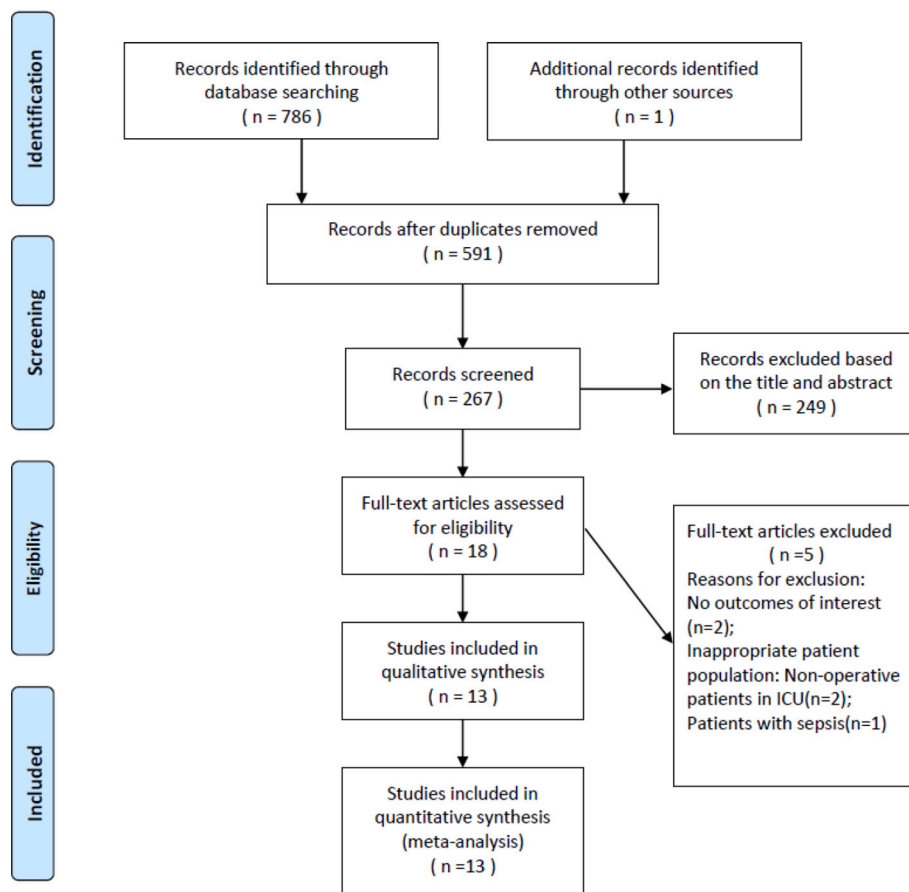 Identification
Records identified through
database searching
( n = 786 )
Additional records identified
through other sources
( n = 1 )
Records after duplicates removed
( n = 591 )
Screening
Records screened
( n = 267 )
Records excluded based
on the title and abstract
( n = 249 )
Eligibility
Full-text articles assessed
for eligibility
( n = 18 )
Full-text articles excluded
( n =5 )
Reasons for exclusion:
No outcomes of interest
(n=2);
Inappropriate patient
population: Non-operative
patients in ICU(n=2);
Patients with sepsis(n=1)
Studies included in
qualitative synthesis
( n = 13 )
Included
Studies included in
quantitative synthesis
(meta-analysis)
( n =13 )